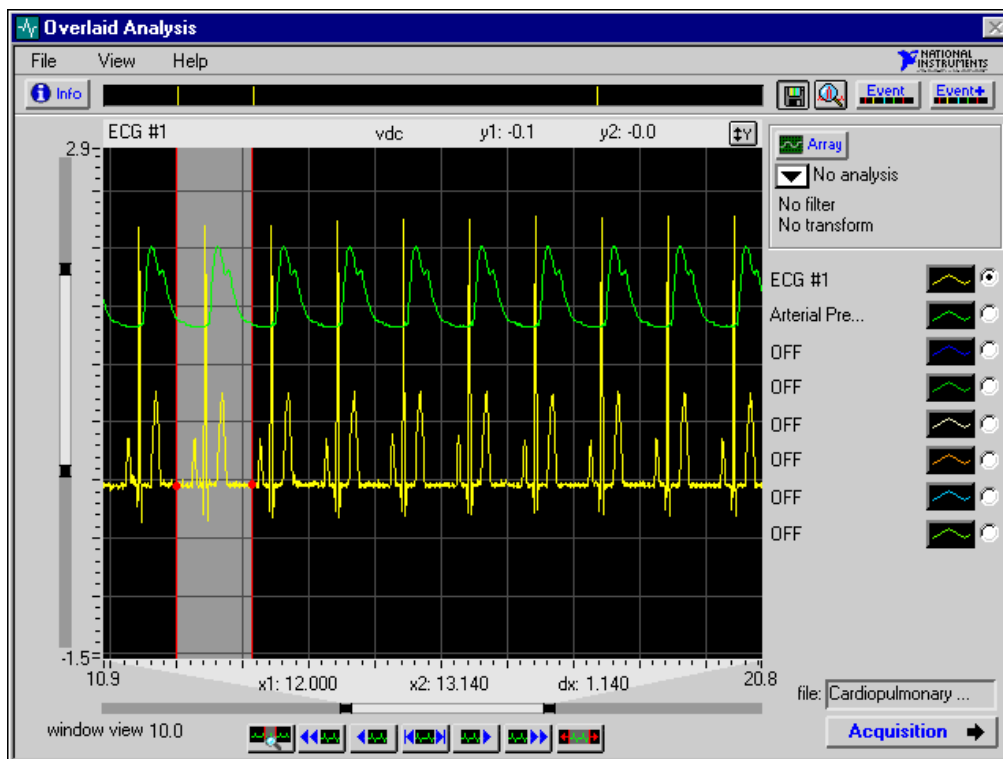 Overlaid Analysis
File View Help
NATIONAL INSTRUMENTS
Info
Event Event+
ECG #1 vdc y1: -0.1 y2: -0.0
Y
2.9
-1.5
10.9 x1: 12.000 x2: 13.140 dx: 1.140 20.8
window view 10.0
Array
No analysis
No filter
No transform
ECG #1
Arterial Pre...
OFF
OFF
OFF
OFF
OFF
OFF
file: Cardiopulmonary ...
Acquisition